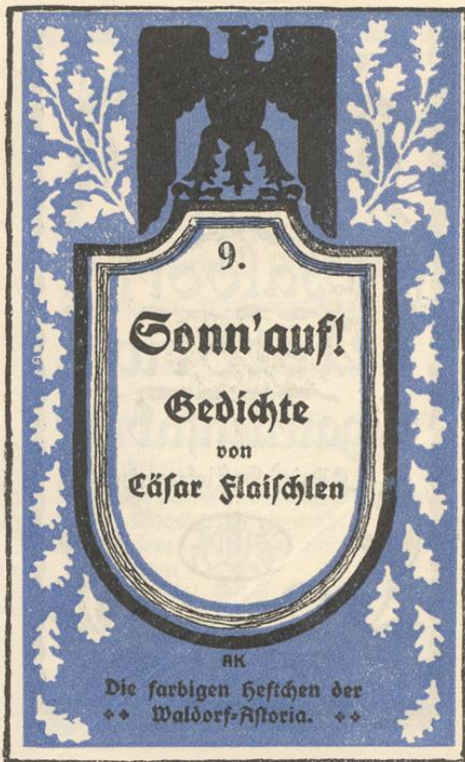 9.
Sonn'auf!
Gedichte
von
Cäſar Flaiſchlen
AK
Die farbigen Heftchen der
Waldorf=Aſtoria.